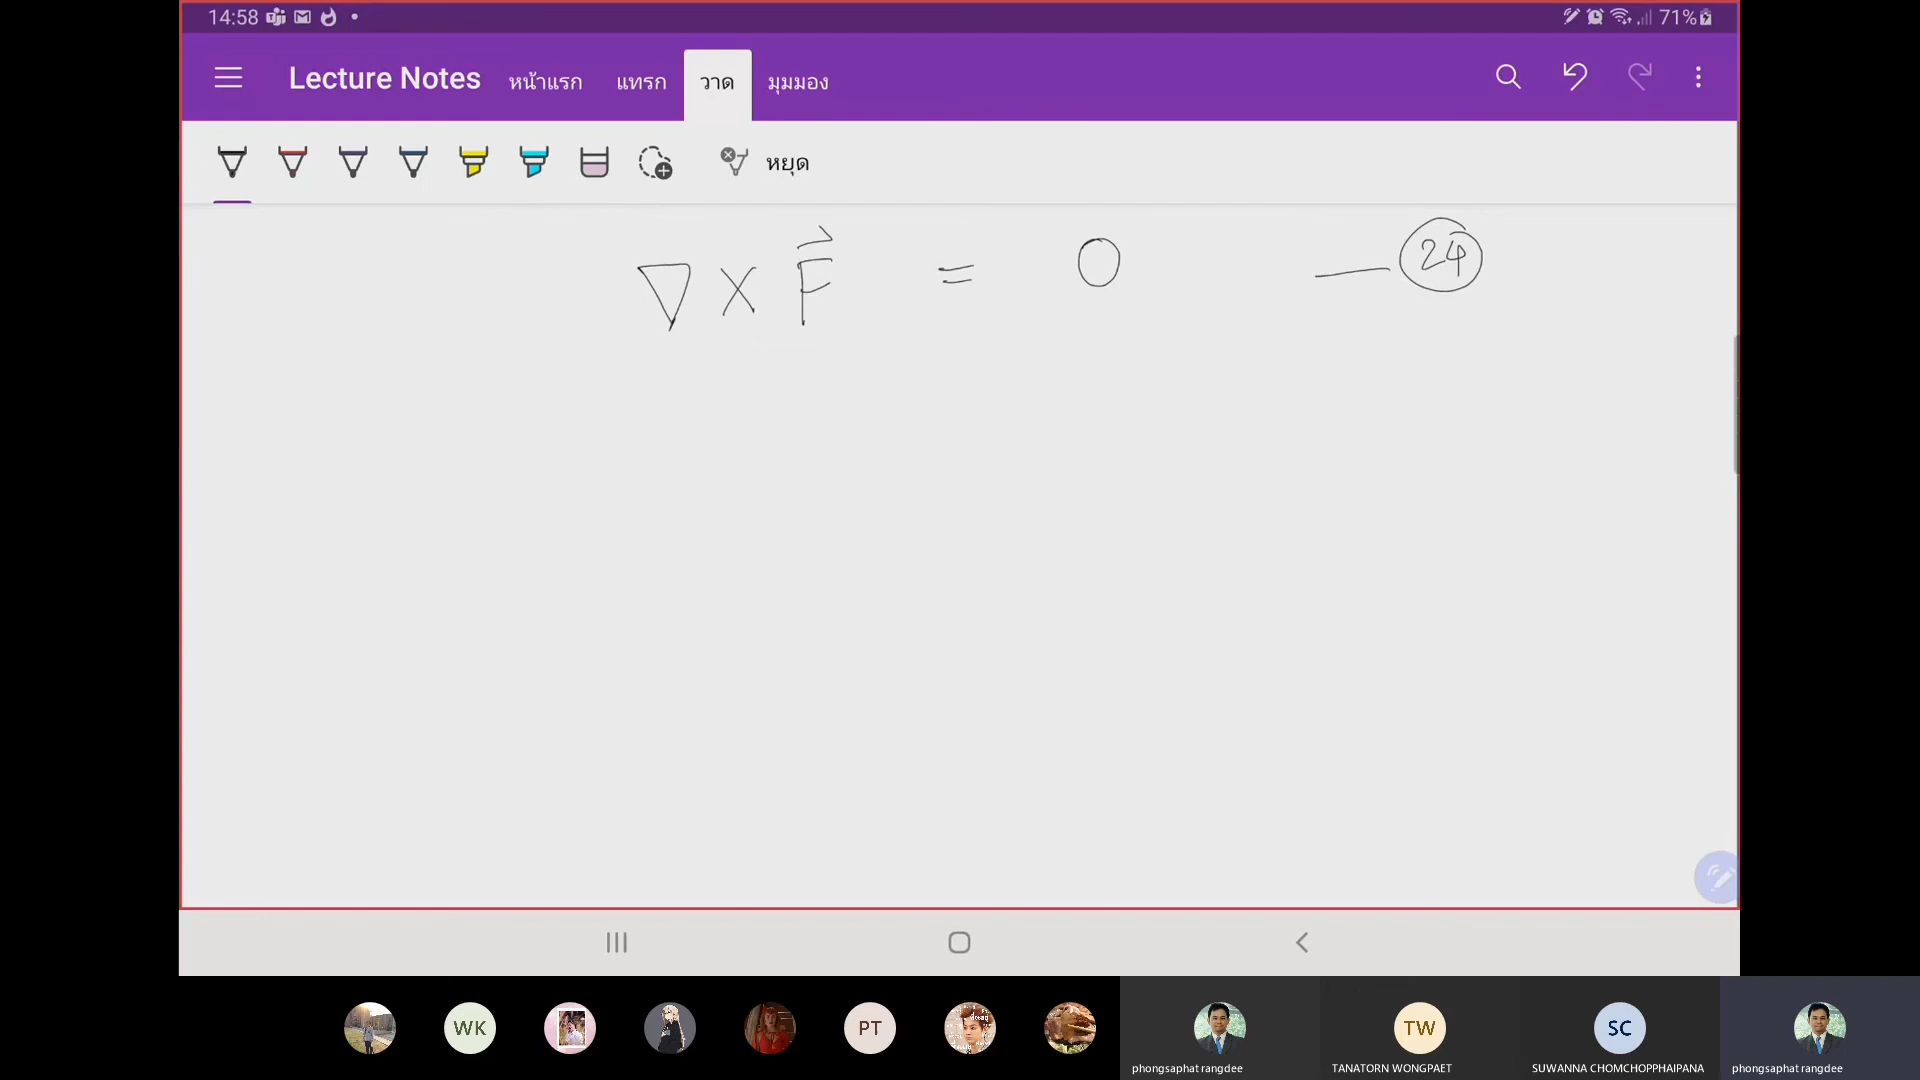 14:58 71%
Lecture Notes หน้าแรก แทรก วาด มุมมอง
หยุด
∇ × F⃗ = 0 — 24
WK PT TW SC
phongsaphat rangdee TANATORN WONGPAET SUWANNA CHOMCHOPPHAIPANA phongsaphat rangdee